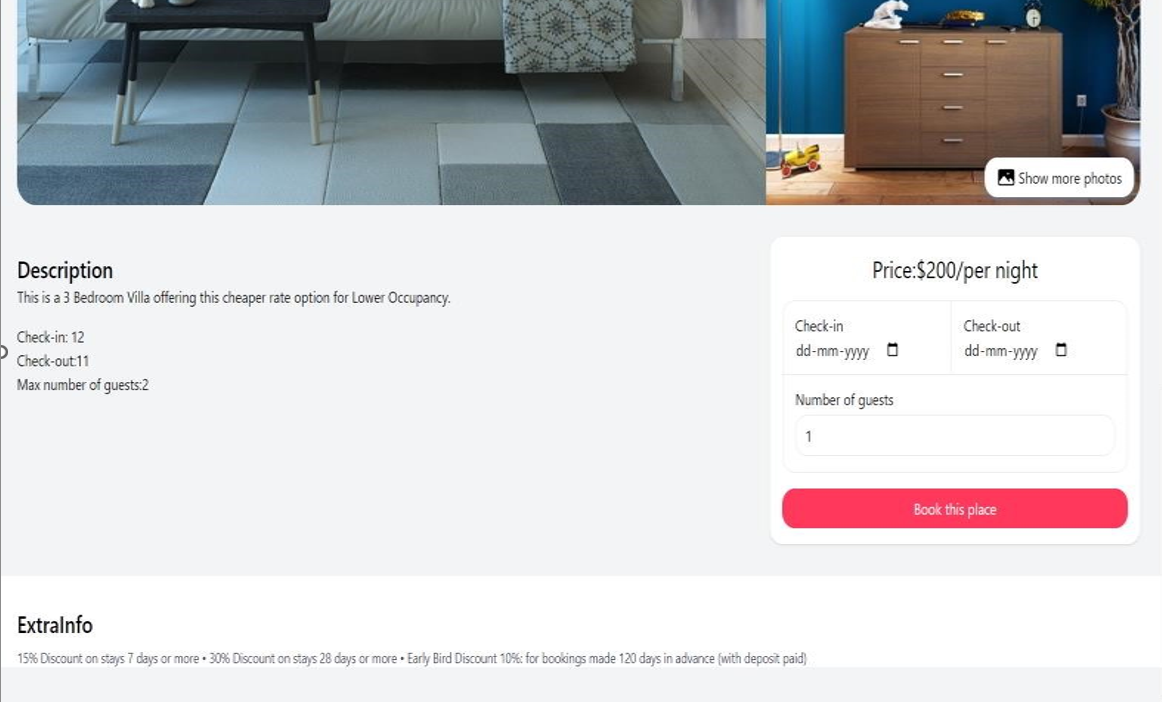 Show more photos
Description
This is a 3 Bedroom Villa offering this cheaper rate option for Lower Occupancy.
Check-in: 12
Check-out:11
Max number of guests:2
Price:$200/per night
Check-in
dd-mm-yyyy
Check-out
dd-mm-yyyy
Number of guests
1
Book this place
ExtraInfo
15% Discount on stays 7 days or more • 30% Discount on stays 28 days or more • Early Bird Discount 10%: for bookings made 120 days in advance (with deposit paid)